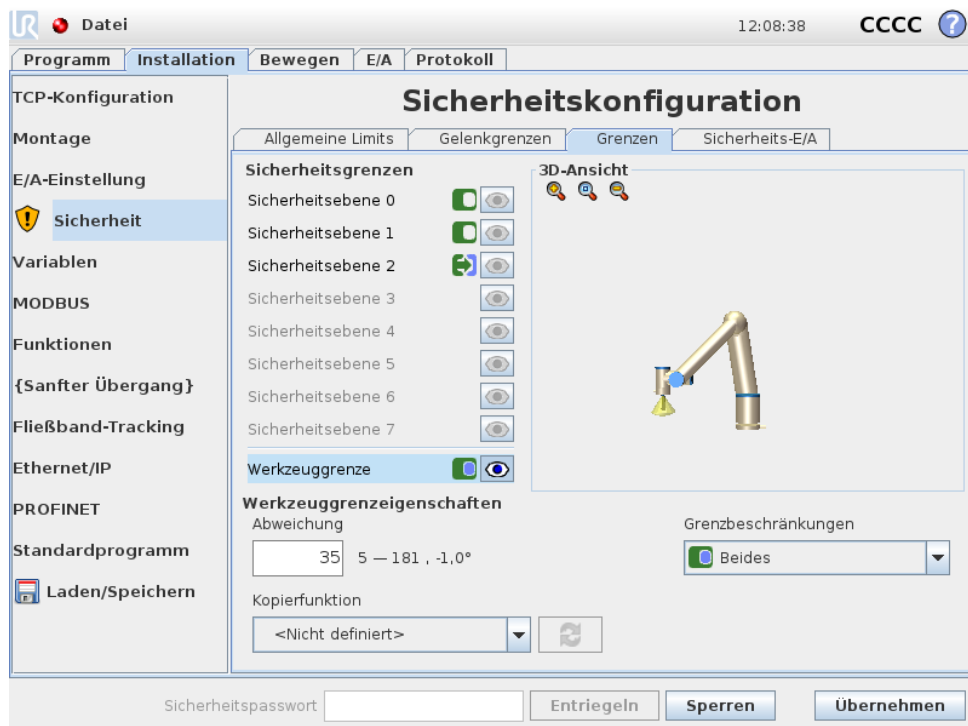 UR Datei 12:08:38 CCCC ?
Programm Installation Bewegen E/A Protokoll
TCP-Konfiguration
Montage
E/A-Einstellung
Sicherheit
Variablen
MODBUS
Funktionen
{Sanfter Übergang}
Fließband-Tracking
Ethernet/IP
PROFINET
Standardprogramm
Laden/Speichern
Sicherheitskonfiguration
Allgemeine Limits Gelenkgrenzen Grenzen Sicherheits-E/A
Sicherheitsgrenzen
Sicherheitsebene 0
Sicherheitsebene 1
Sicherheitsebene 2
Sicherheitsebene 3
Sicherheitsebene 4
Sicherheitsebene 5
Sicherheitsebene 6
Sicherheitsebene 7
Werkzeuggrenze
3D-Ansicht
Werkzeuggrenzeigenschaften
Abweichung
35 5 — 181 , -1,0°
Grenzbeschränkungen
Beides
Kopierfunktion
<Nicht definiert>
Sicherheitspasswort Entriegeln Sperren Übernehmen